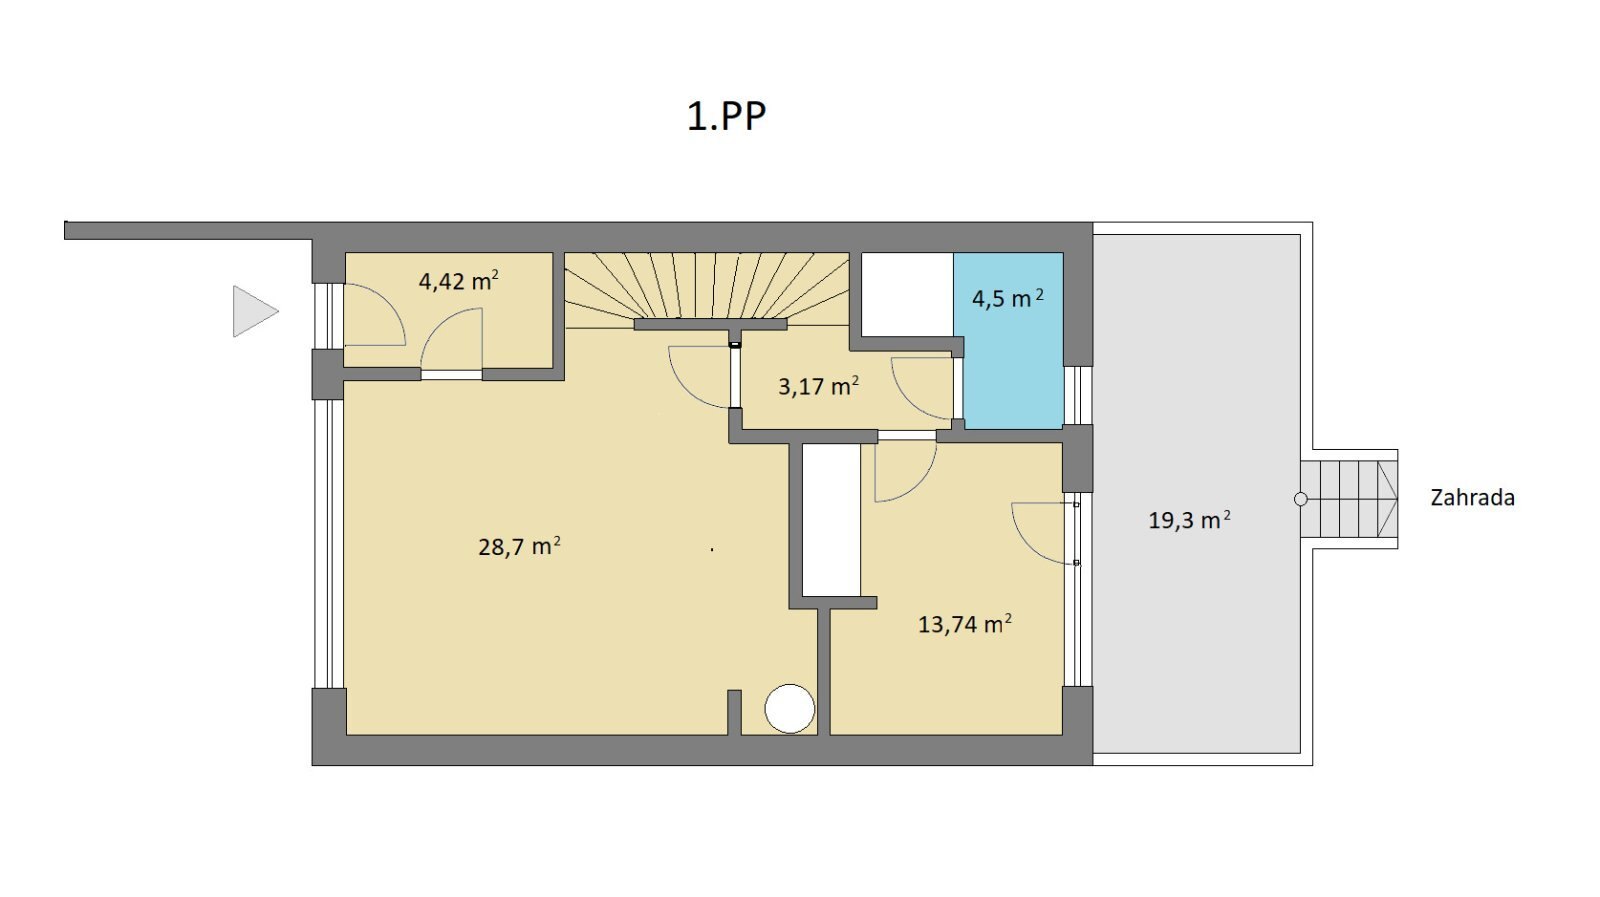 1.PP
4,42 m²
4,5 m²
3,17 m²
28,7 m²
13,74 m²
19,3 m²
Zahrada